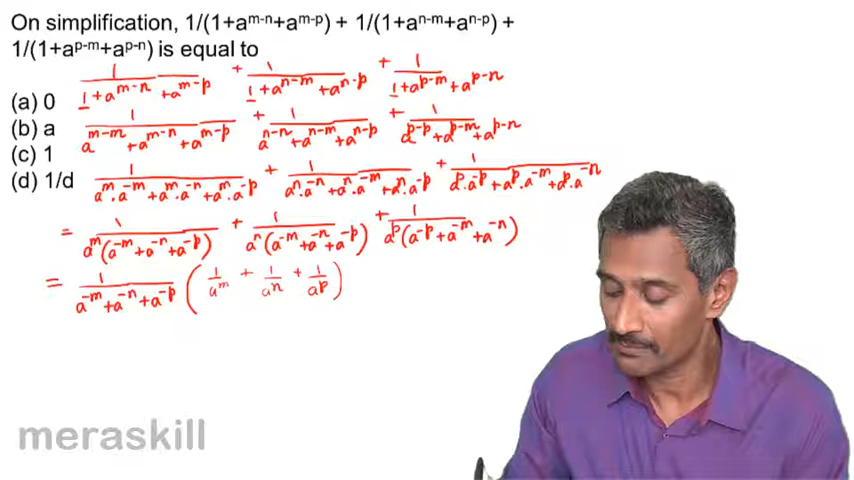 On simplification, 1/(1+a^m-n+a^m-p) + 1/(1+a^n-m+a^n-p) +
1/(1+a^p-m+a^p-n) is equal to
1/(1+a^m-n+a^m-p) + 1/(1+a^n-m+a^n-p) + 1/(1+a^p-m+a^p-n)
(a) 0
1/(a^m-m+a^m-n+a^m-p) + 1/(a^n-n+a^n-m+a^n-p) + 1/(a^p-p+a^p-m+a^p-n)
(b) a
(c) 1
1/(a^m.a^-m+a^m.a^-n+a^m.a^-p) + 1/(a^n.a^-n+a^n.a^-m+a^n.a^-p) + 1/(a^p.a^-p+a^p.a^-m+a^p.a^-n)
(d) 1/d
= 1/(a^m(a^-m+a^-n+a^-p)) + 1/(a^n(a^-m+a^-n+a^-p)) + 1/(a^p(a^-p+a^-m+a^-n))
= 1/(a^-m+a^-n+a^-p) (1/a^m + 1/a^n + 1/a^p)
meraskill